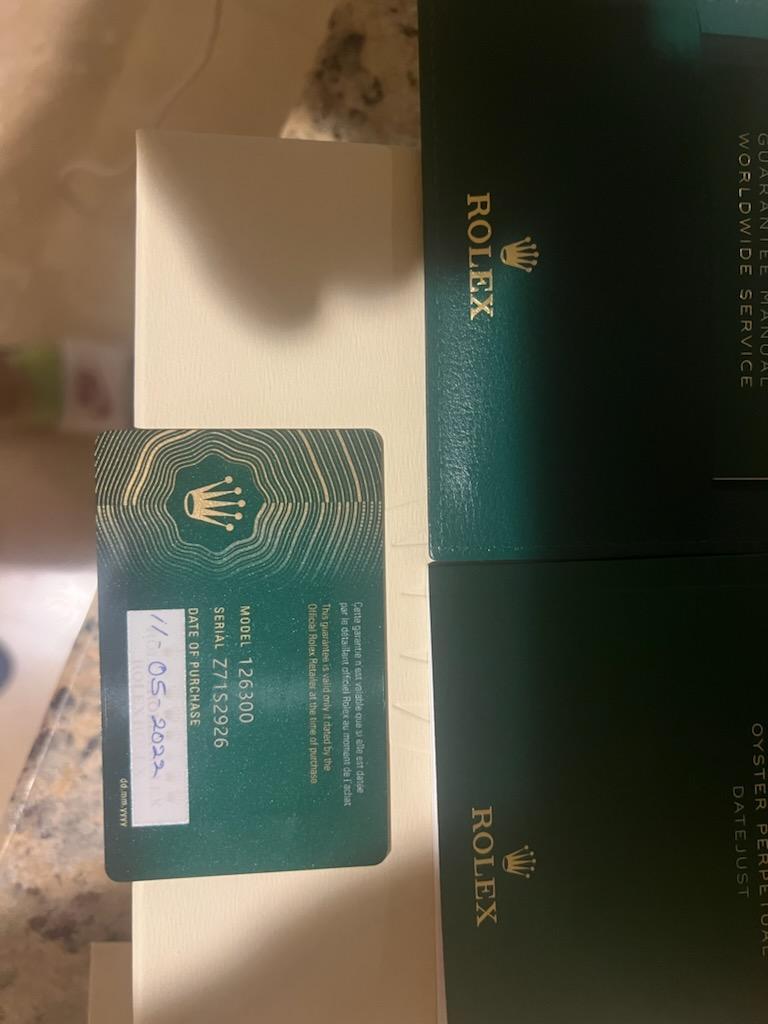 ROLEX
GUARANTEE MANUAL
WORLDWIDE SERVICE
Cette garantie n'est valable que si elle est datée
par le détaillant officiel Rolex au moment de l'achat
This guarantee is valid only if dated by the
Official Rolex Retailer at the time of purchase
MODEL 126300
SERIAL Z71S2926
DATE OF PURCHASE
11-05-2022
dd.mm.yyyy
OYSTER PERPETUAL
DATEJUST
ROLEX